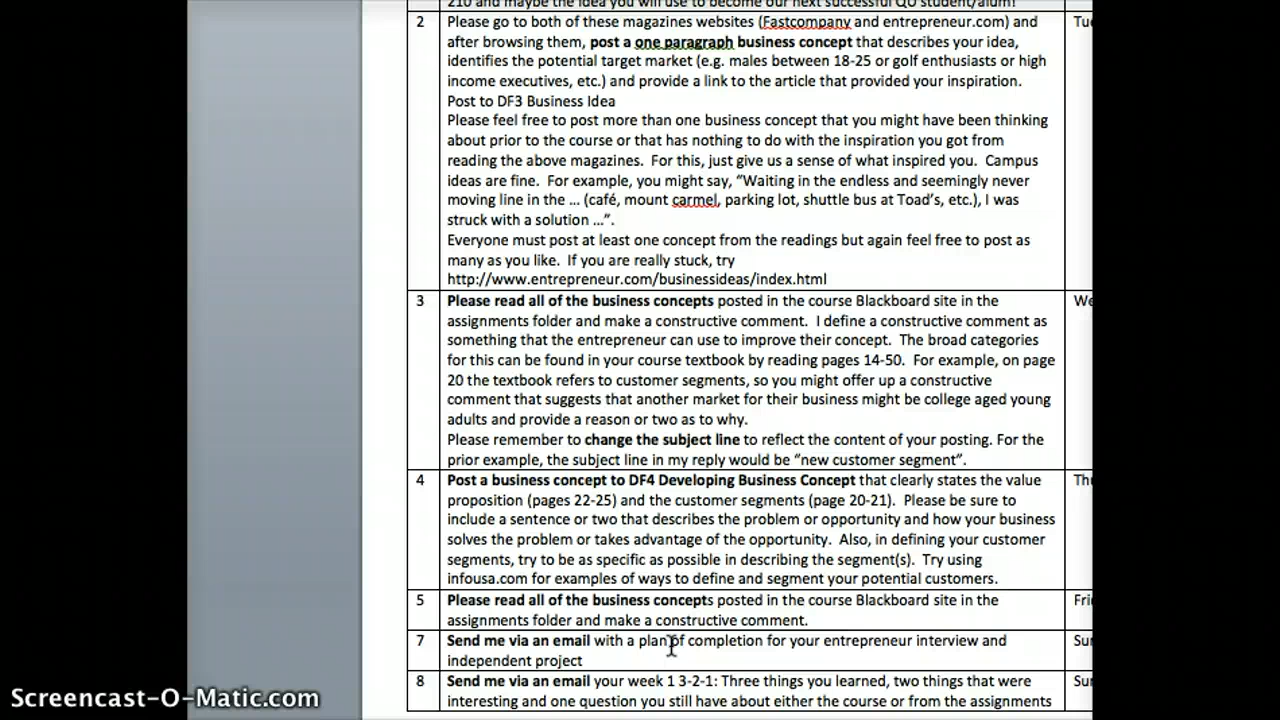 210 and maybe the idea you will use to become our next successful QU student/alum!
2 Please go to both of these magazines websites (Fastcompany and entrepreneur.com) and Tue
after browsing them, post a one paragraph business concept that describes your idea,
identifies the potential target market (e.g. males between 18-25 or golf enthusiasts or high
income executives, etc.) and provide a link to the article that provided your inspiration.
Post to DF3 Business Idea
Please feel free to post more than one business concept that you might have been thinking
about prior to the course or that has nothing to do with the inspiration you got from
reading the above magazines. For this, just give us a sense of what inspired you. Campus
ideas are fine. For example, you might say, “Waiting in the endless and seemingly never
moving line in the ... (café, mount carmel, parking lot, shuttle bus at Toad’s, etc.), I was
struck with a solution ...”.
Everyone must post at least one concept from the readings but again feel free to post as
many as you like. If you are really stuck, try
http://www.entrepreneur.com/businessideas/index.html
3 Please read all of the business concepts posted in the course Blackboard site in the We
assignments folder and make a constructive comment. I define a constructive comment as
something that the entrepreneur can use to improve their concept. The broad categories
for this can be found in your course textbook by reading pages 14-50. For example, on page
20 the textbook refers to customer segments, so you might offer up a constructive
comment that suggests that another market for their business might be college aged young
adults and provide a reason or two as to why.
Please remember to change the subject line to reflect the content of your posting. For the
prior example, the subject line in my reply would be “new customer segment”.
4 Post a business concept to DF4 Developing Business Concept that clearly states the value Thu
proposition (pages 22-25) and the customer segments (page 20-21). Please be sure to
include a sentence or two that describes the problem or opportunity and how your business
solves the problem or takes advantage of the opportunity. Also, in defining your customer
segments, try to be as specific as possible in describing the segment(s). Try using
infousa.com for examples of ways to define and segment your potential customers.
5 Please read all of the business concepts posted in the course Blackboard site in the Fri
assignments folder and make a constructive comment.
7 Send me via an email with a plan of completion for your entrepreneur interview and Sun
independent project
8 Send me via an email your week 1 3-2-1: Three things you learned, two things that were Sun
interesting and one question you still have about either the course or from the assignments
Screencast-O-Matic.com